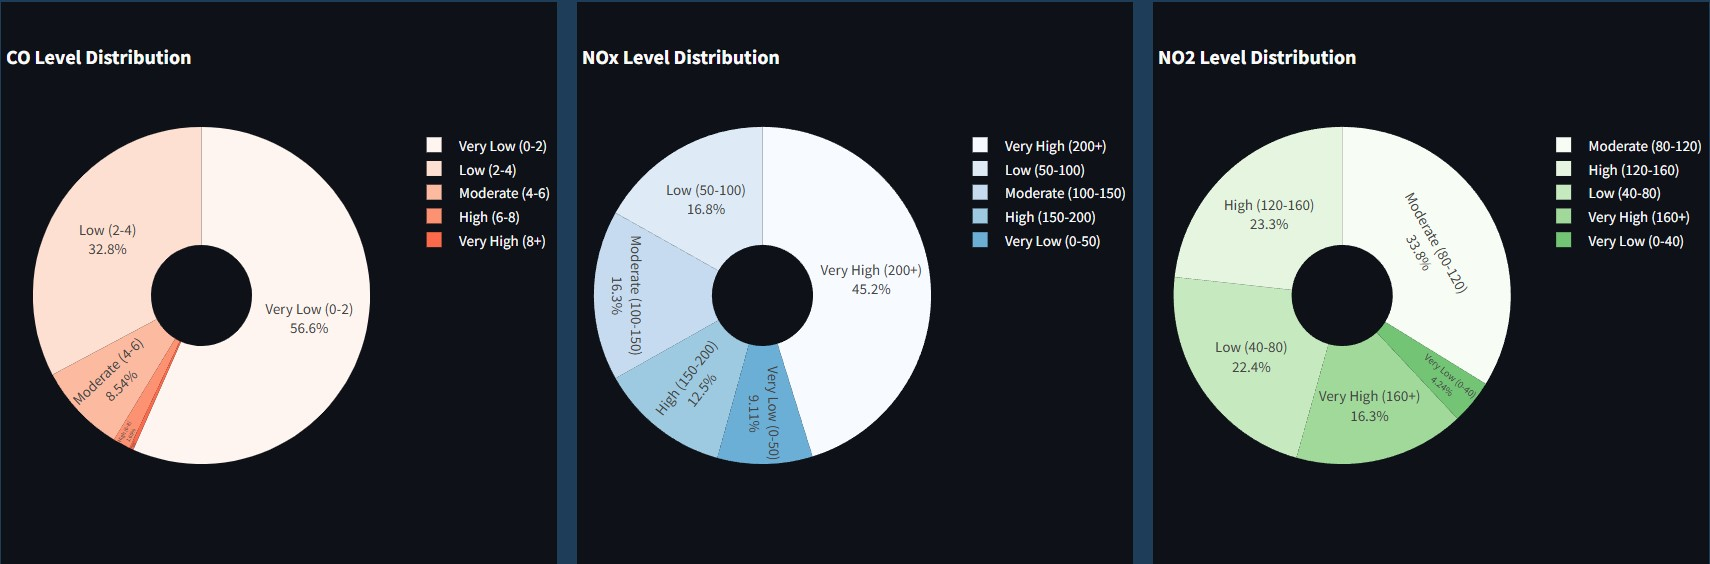 CO Level Distribution
Very Low (0-2)
Low (2-4)
Moderate (4-6)
High (6-8)
Very High (8+)
Low (2-4)
32.8%
Very Low (0-2)
56.6%
Moderate (4-6)
8.54%
NOx Level Distribution
Very High (200+)
Low (50-100)
Moderate (100-150)
High (150-200)
Very Low (0-50)
Low (50-100)
16.8%
Very High (200+)
45.2%
Moderate (100-150)
16.3%
High (150-200)
12.5%
Very Low (0-50)
9.11%
NO2 Level Distribution
Moderate (80-120)
High (120-160)
Low (40-80)
Very High (160+)
Very Low (0-40)
High (120-160)
23.3%
Moderate (80-120)
33.8%
Low (40-80)
22.4%
Very High (160+)
16.3%
Very Low (0-40)
4.24%